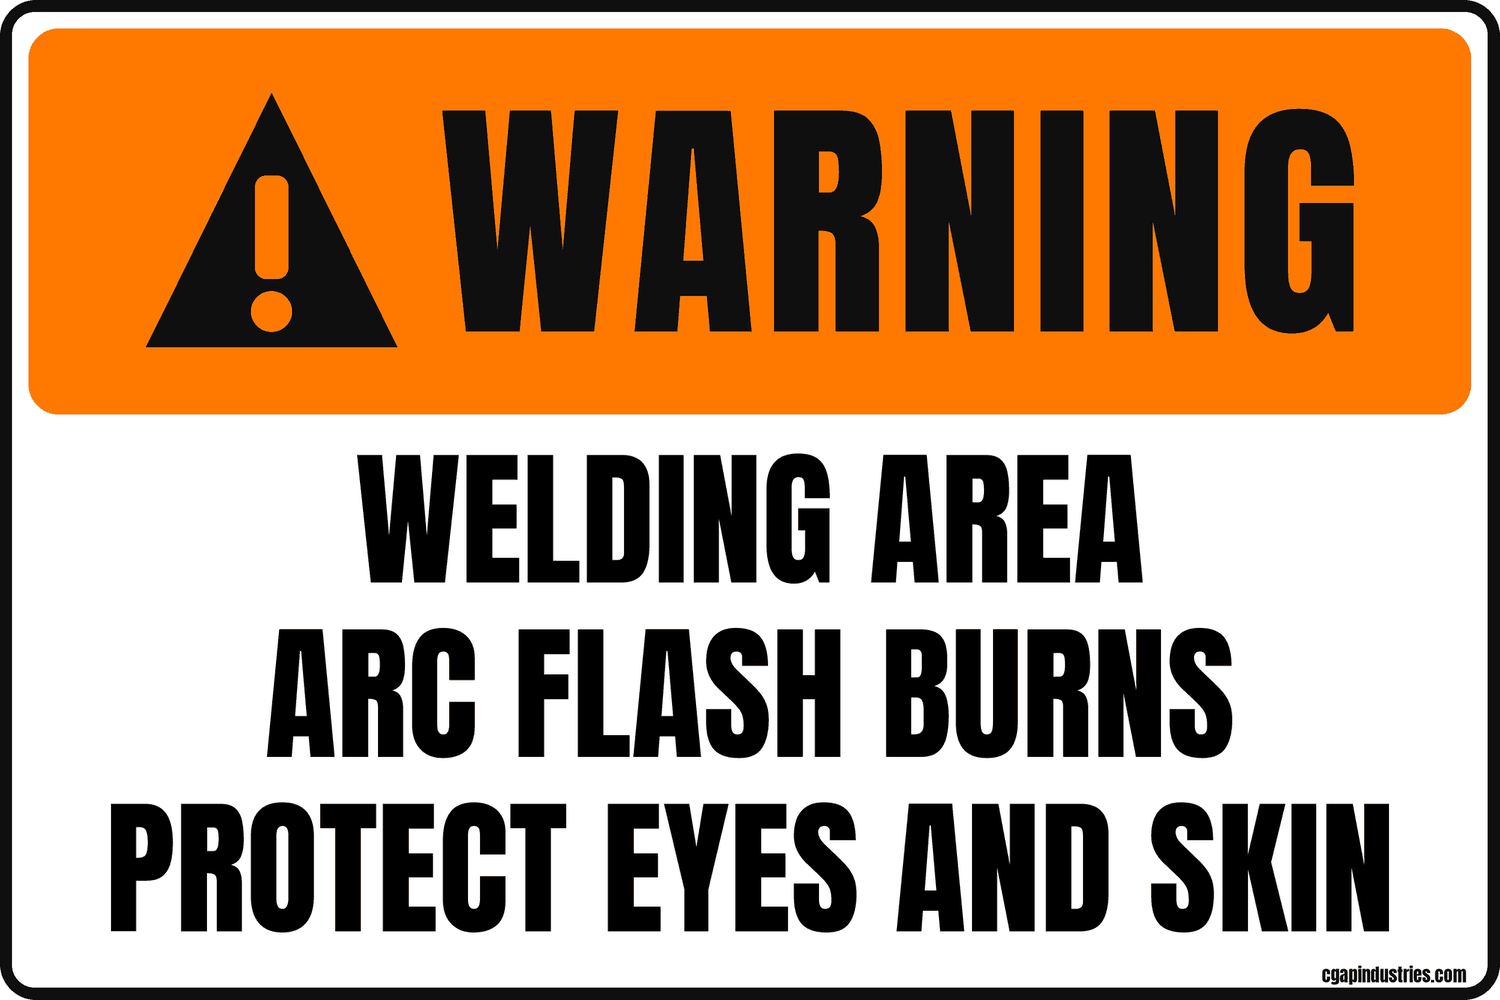 WARNING
WELDING AREA
ARC FLASH BURNS
PROTECT EYES AND SKIN
cgapindustries.com